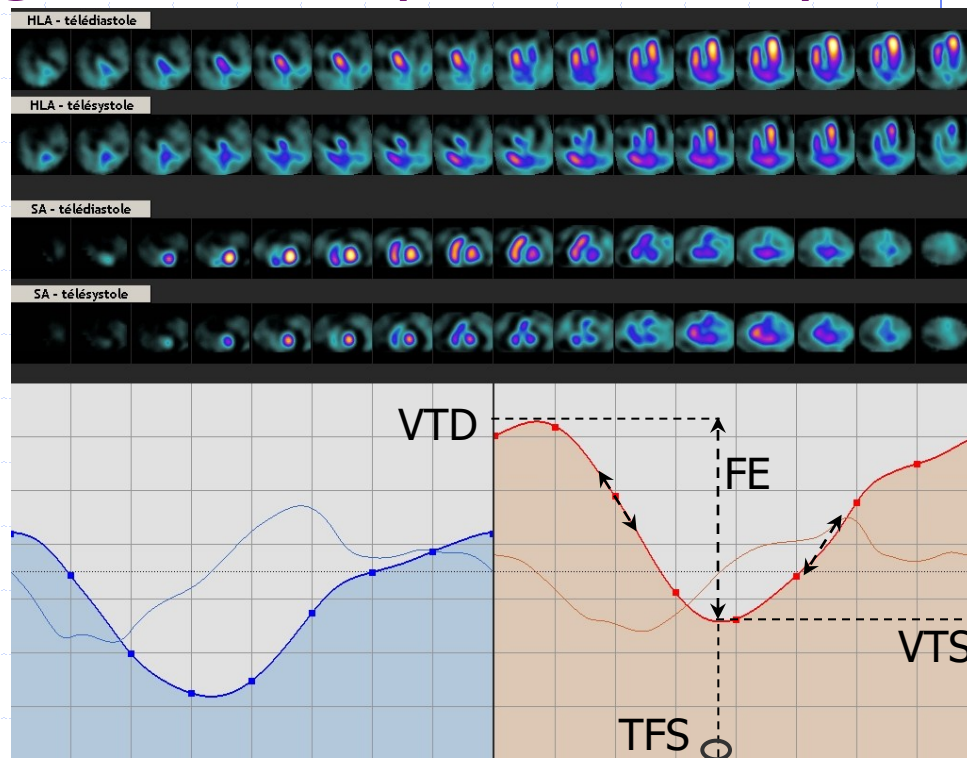 HLA - télédiastole
HLA - télésystole
SA - télédiastole
SA - télésystole
VTD
FE
VTS
TFS